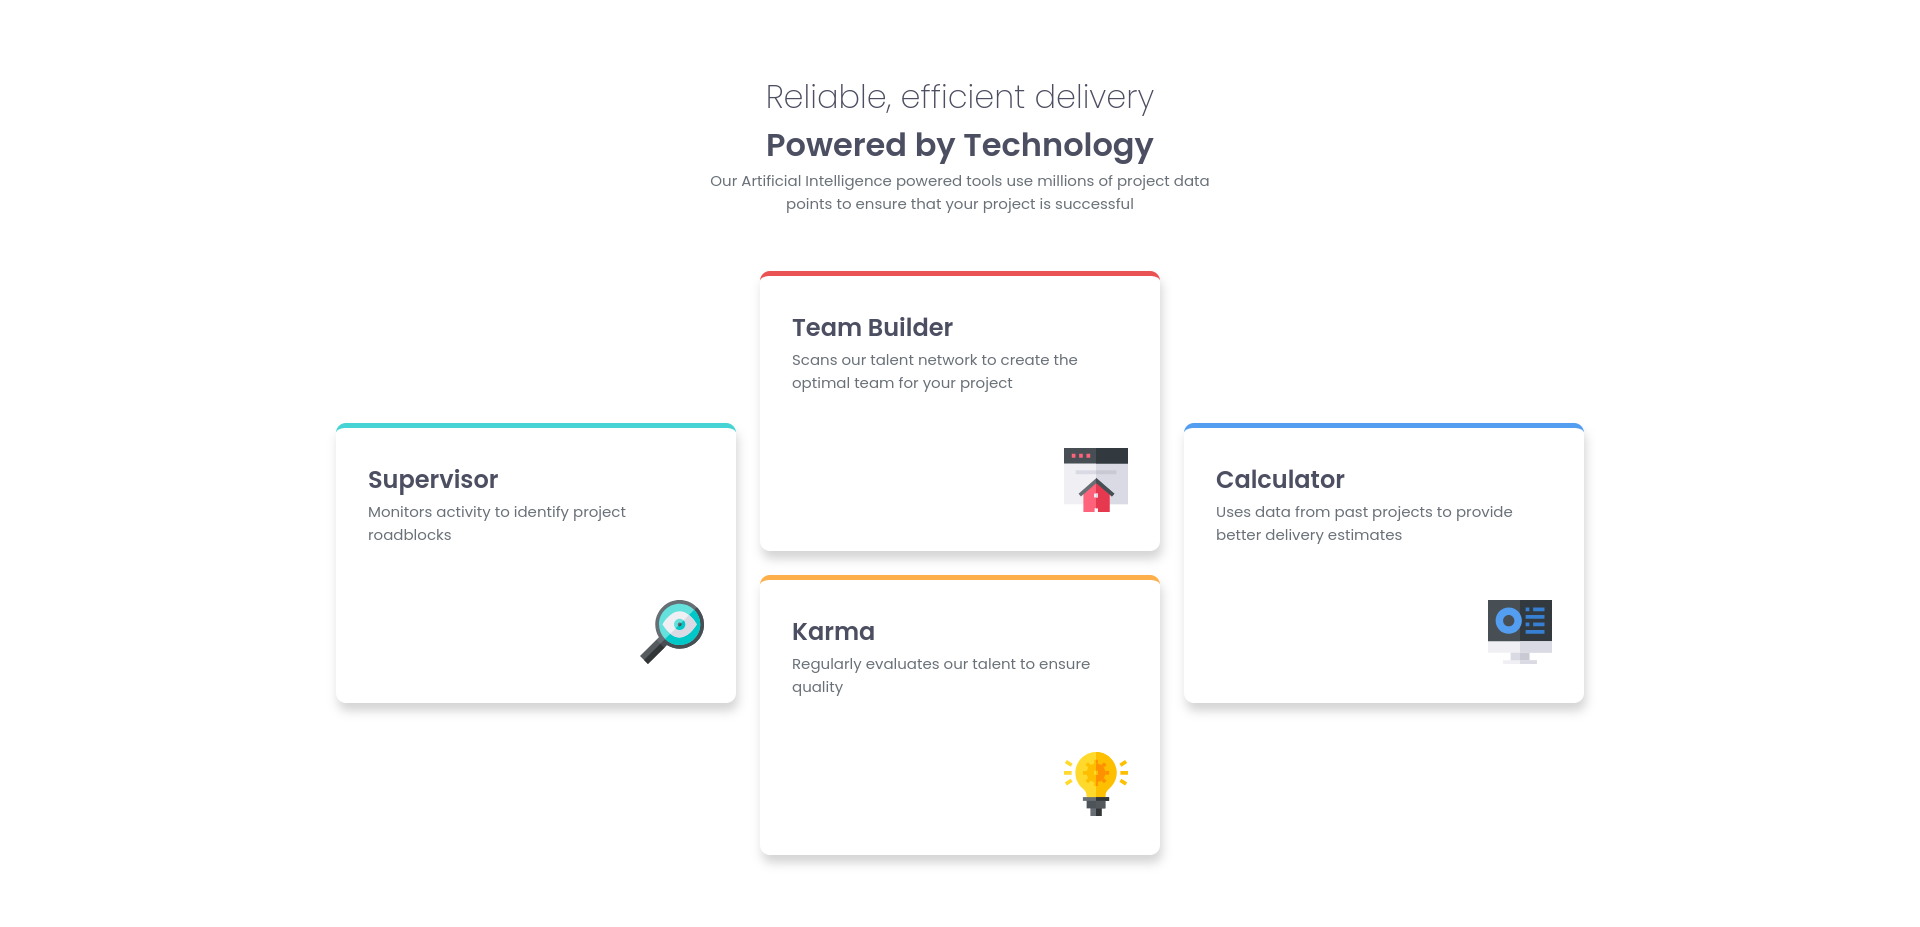 Reliable, efficient delivery
Powered by Technology
Our Artificial Intelligence powered tools use millions of project data
points to ensure that your project is successful
Supervisor
Monitors activity to identify project
roadblocks
Team Builder
Scans our talent network to create the
optimal team for your project
Karma
Regularly evaluates our talent to ensure
quality
Calculator
Uses data from past projects to provide
better delivery estimates